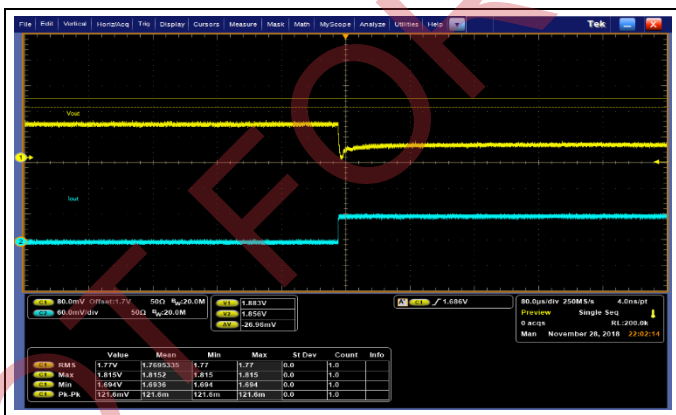 File Edit Vertical Horiz/Acq Trig Display Cursors Measure Mask Math MyScope Analyze Utilities Help Tek
Vout
1
Iout
2
C1 80.0mV Offset:1.7V 50Ω BW:20.0M
C2 60.0mV/div 50Ω BW:20.0M
V1 1.883V
V2 1.856V
ΔV -26.98mV
A' C1 1.686V
80.0µs/div 250MS/s 4.0ns/pt
Preview Single Seq
0 acqs RL:200.0k
Man November 28, 2018 22:02:14
Value Mean Min Max St Dev Count Info
C1 RMS 1.77V 1.7695335 1.77 1.77 0.0 1.0
C1 Max 1.815V 1.8152 1.815 1.815 0.0 1.0
C1 Min 1.694V 1.6936 1.694 1.694 0.0 1.0
C1 Pk-Pk 121.6mV 121.6m 121.6m 121.6m 0.0 1.0